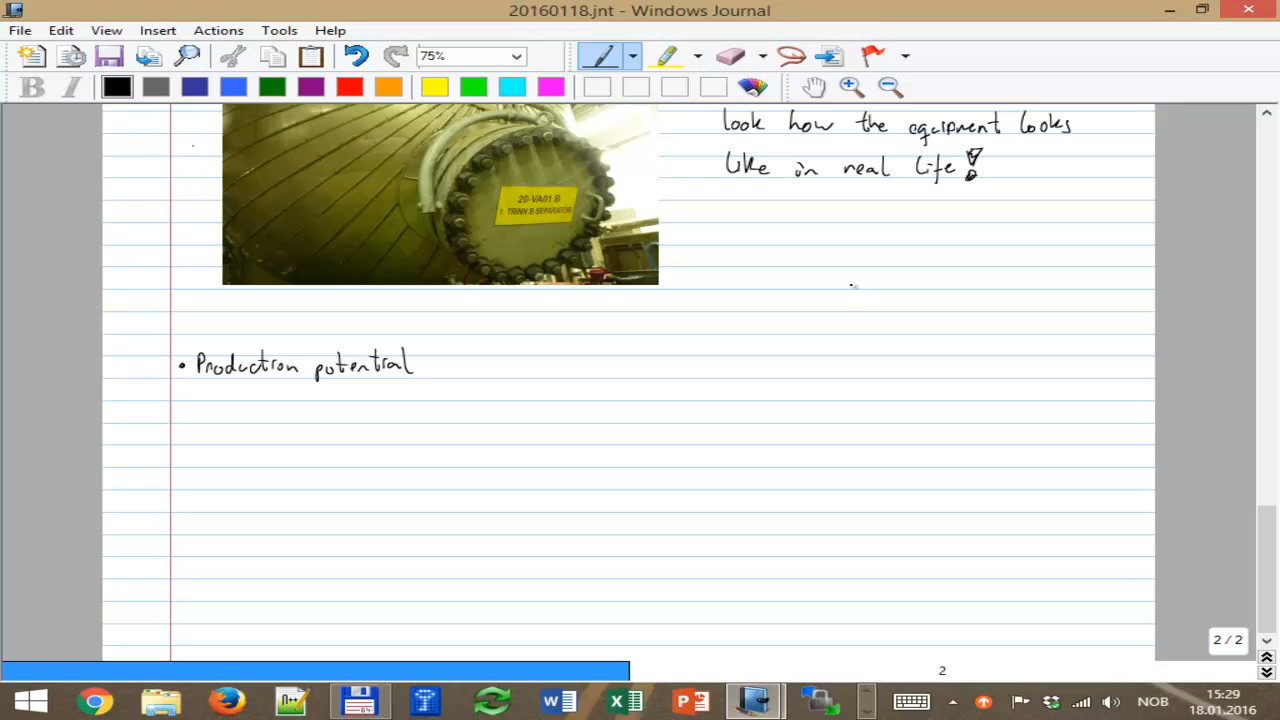 20160118.jnt - Windows Journal
File Edit View Insert Actions Tools Help
75%
B I
look how the equipment looks
like in real life!
20-VA01 B
1. TRINN B SEPARATOR
• Production potential
2/2
2
NOB
15:29
18.01.2016